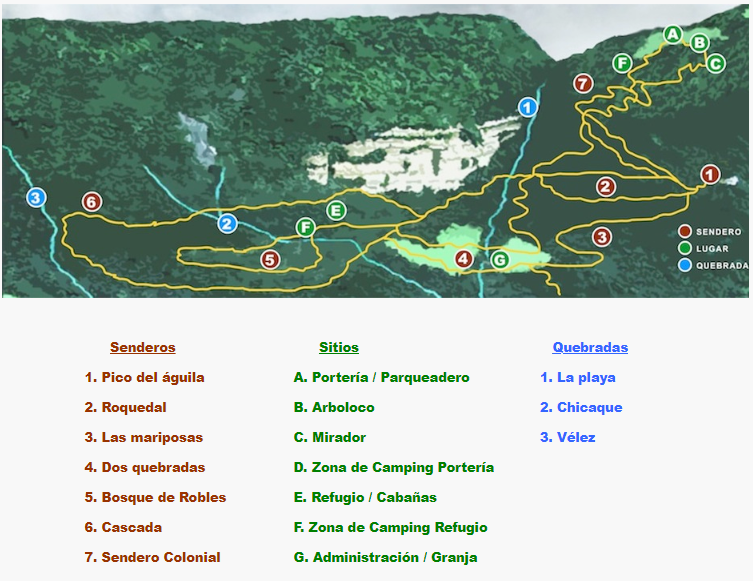 A
B
F
C
7
1
1
2
3
6
E
2
F
3
SENDERO
LUGAR
5
4
G
QUEBRADA
Senderos Sitios Quebradas
1. Pico del águila A. Portería / Parqueadero 1. La playa
2. Roquedal B. Arboloco 2. Chicaque
3. Las mariposas C. Mirador 3. Vélez
4. Dos quebradas D. Zona de Camping Portería
5. Bosque de Robles E. Refugio / Cabañas
6. Cascada F. Zona de Camping Refugio
7. Sendero Colonial G. Administración / Granja